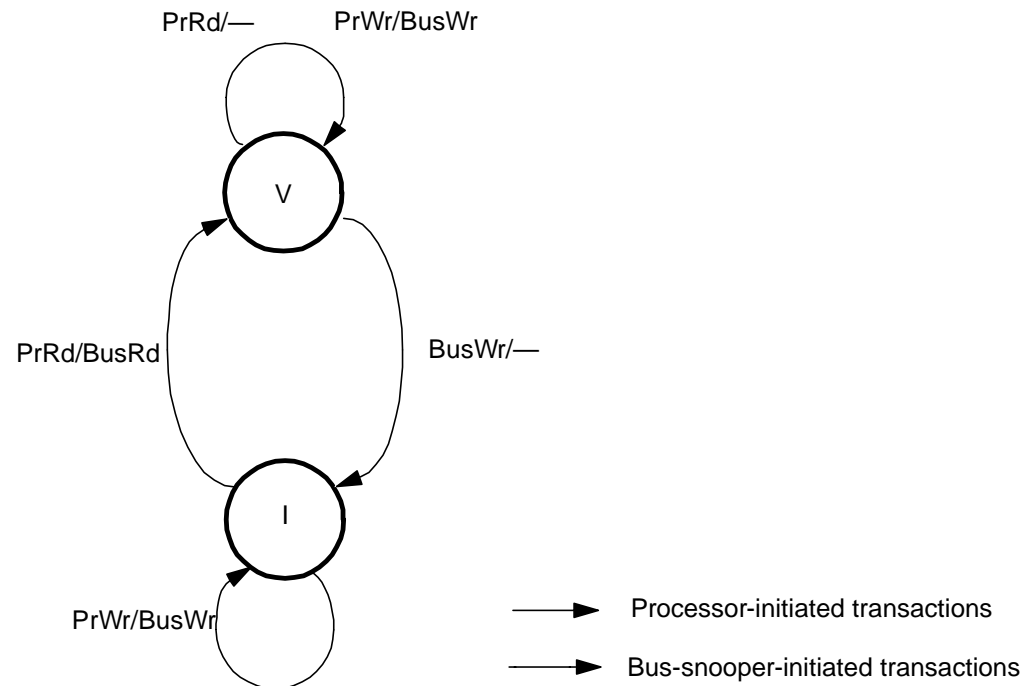 PrRd/— PrWr/BusWr
V
PrRd/BusRd
BusWr/—
I
PrWr/BusWr
Processor-initiated transactions
Bus-snooper-initiated transactions